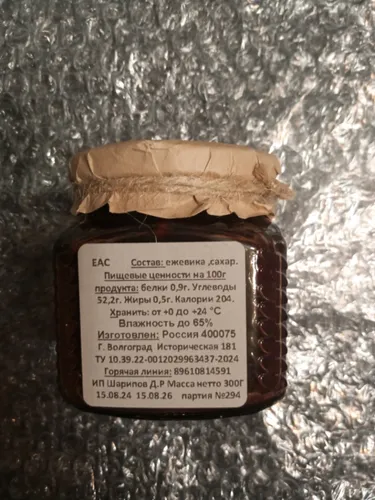 ЕАС Состав: ежевика ,сахар.
Пищевые ценности на 100г
продукта: белки 0,9г. Углеводы
52,2г. Жиры 0,5г. Калории 204.
Хранить: от +0 до +24 °С
Влажность до 65%
Изготовлен: Россия 400075
Г. Волгоград Историческая 181
ТУ 10.39.22-0012029963437-2024
Горячая линия: 89610814591
ИП Шарипов Д.Р Масса нетто 300Г
15.08.24 15.08.26 партия №294